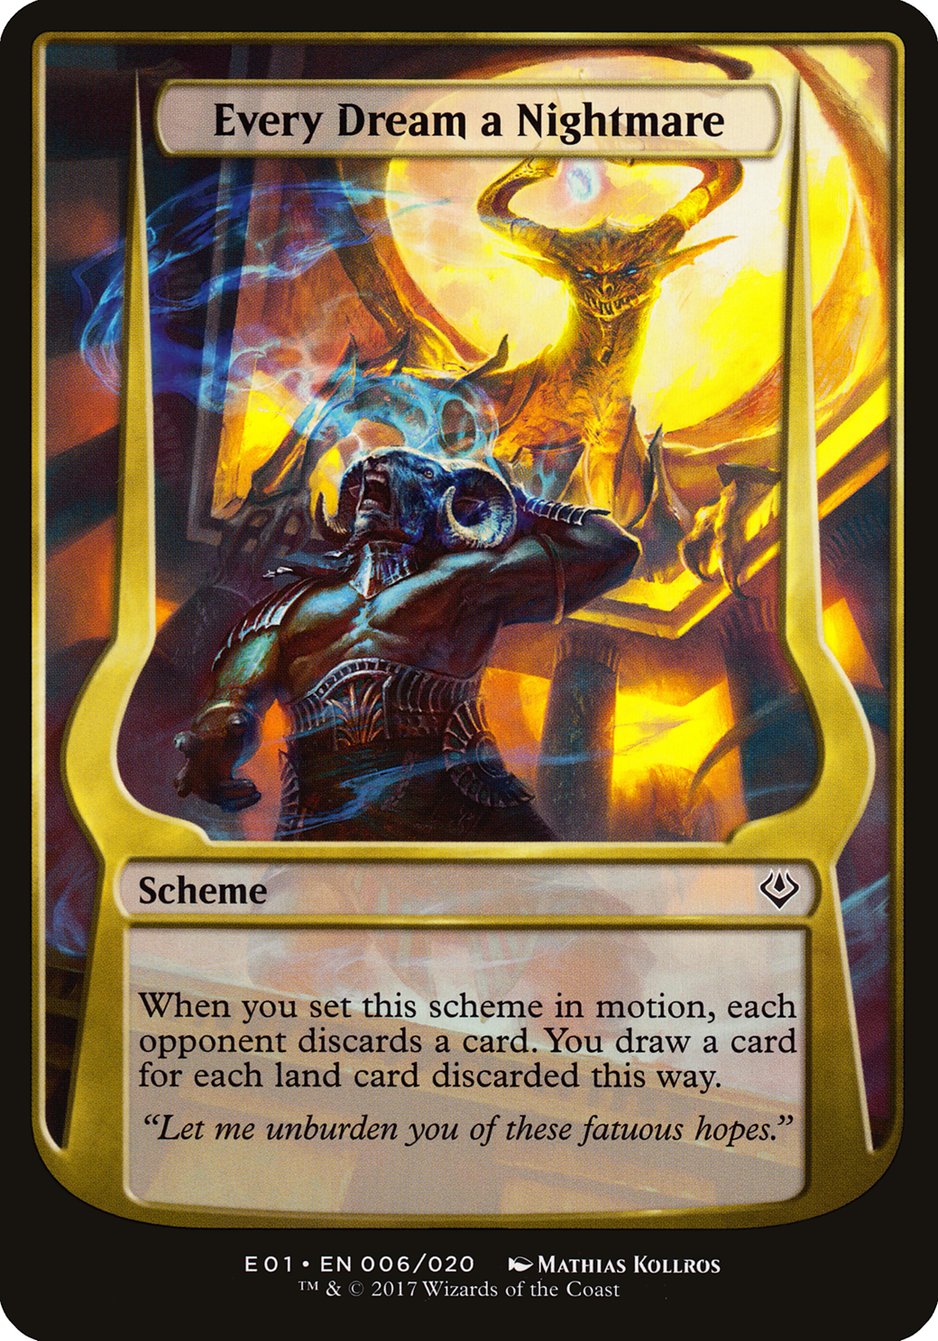 Every Dream a Nightmare
Scheme
When you set this scheme in motion, each
opponent discards a card. You draw a card
for each land card discarded this way.
“Let me unburden you of these fatuous hopes.”
E01 • EN 006/020 Mathias Kollros
™ & © 2017 Wizards of the Coast